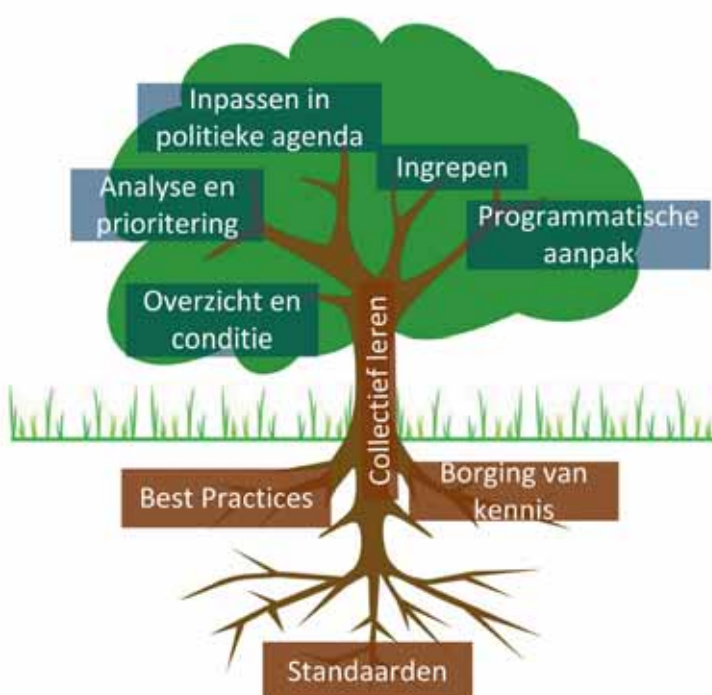 Inpassen in
politieke agenda
Ingrepen
Analyse en
prioritering
Programmatische
aanpak
Overzicht en
conditie
Collectief leren
Best Practices
Borging van
kennis
Standaarden